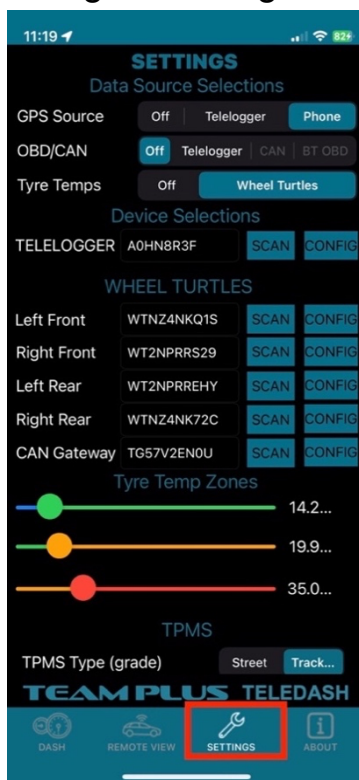 11:19 82
SETTINGS
Data Source Selections
GPS Source Off Telelogger Phone
OBD/CAN Off Telelogger CAN BT OBD
Tyre Temps Off Wheel Turtles
Device Selections
TELELOGGER A0HN8R3F SCAN CONFIG
WHEEL TURTLES
Left Front WTNZ4NKQ1S SCAN CONFIG
Right Front WT2NPRRS29 SCAN CONFIG
Left Rear WT2NPRREHY SCAN CONFIG
Right Rear WTNZ4NK72C SCAN CONFIG
CAN Gateway TG57V2EN0U SCAN CONFIG
Tyre Temp Zones
14.2...
19.9...
35.0...
TPMS
TPMS Type (grade) Street Track...
TEAM PLUS TELEDASH
DASH REMOTE VIEW SETTINGS ABOUT